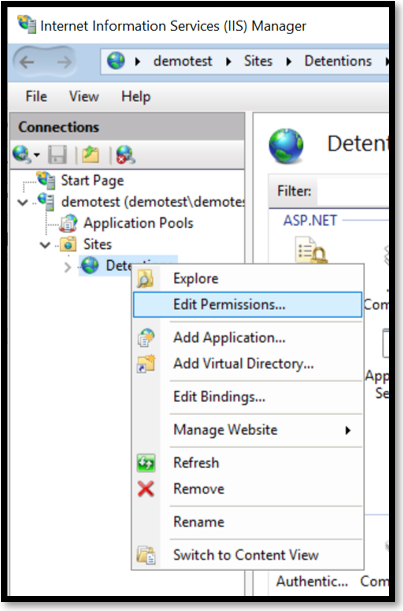 Internet Information Services (IIS) Manager
demotest Sites Detentions
File View Help
Connections
Start Page
demotest (demotest\demotes
Application Pools
Sites
Detent
Explore
Edit Permissions...
Add Application...
Add Virtual Directory...
Edit Bindings...
Manage Website
Refresh
Remove
Rename
Switch to Content View
Detent
Filter:
ASP.NET
Com
App
Se
Authentic... Com